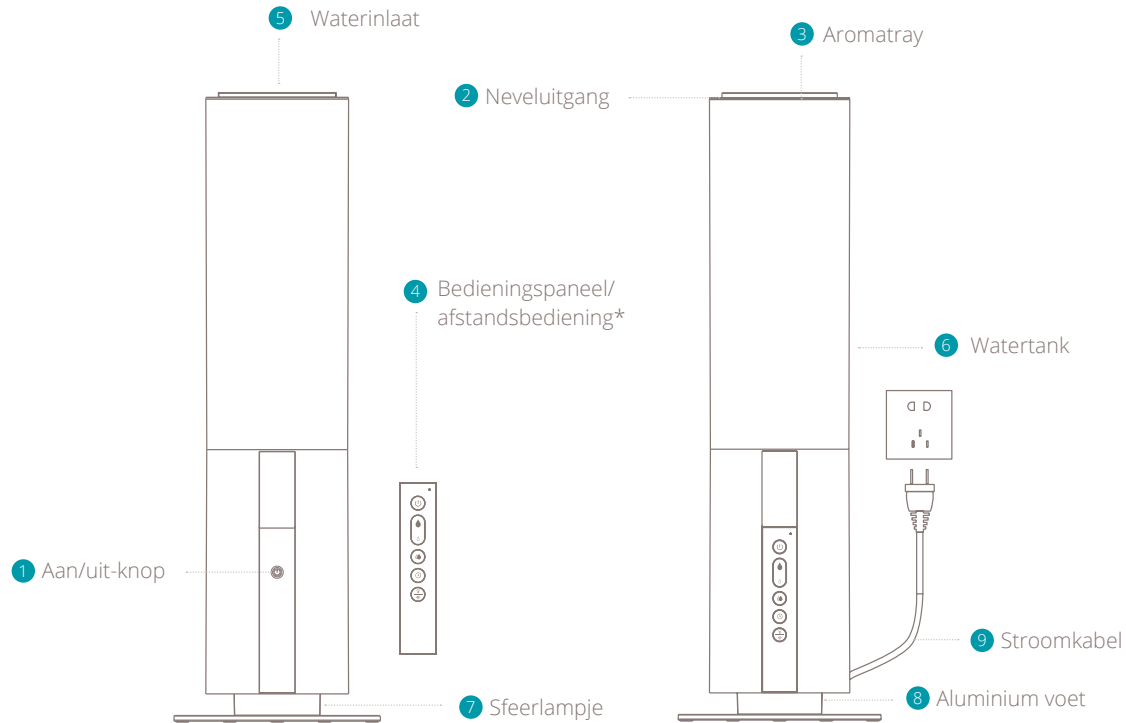 5 Waterinlaat
3 Aromatray
2 Neveluitgang
4 Bedieningspaneel/
afstandsbediening*
6 Watertank
1 Aan/uit-knop
9 Stroomkabel
7 Sfeerlampje
8 Aluminium voet